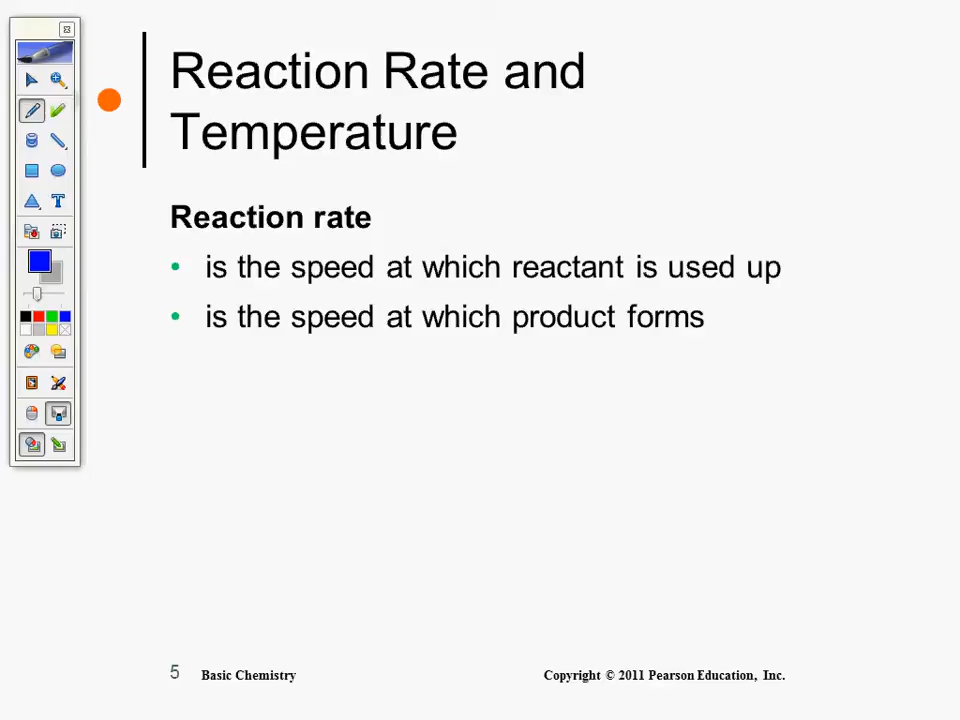 Reaction Rate and
Temperature
Reaction rate
• is the speed at which reactant is used up
• is the speed at which product forms
5 Basic Chemistry Copyright © 2011 Pearson Education, Inc.